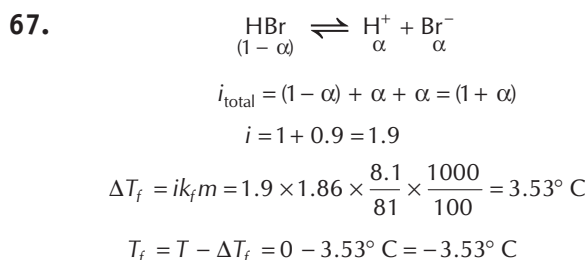 67. HBr ⇌ H⁺ + Br⁻
(1 – α) α α
i_total = (1 – α) + α + α = (1 + α)
i = 1 + 0.9 = 1.9
ΔT_f = ik_f m = 1.9 × 1.86 × 8.1/81 × 1000/100 = 3.53° C
T_f = T – ΔT_f = 0 – 3.53° C = –3.53° C